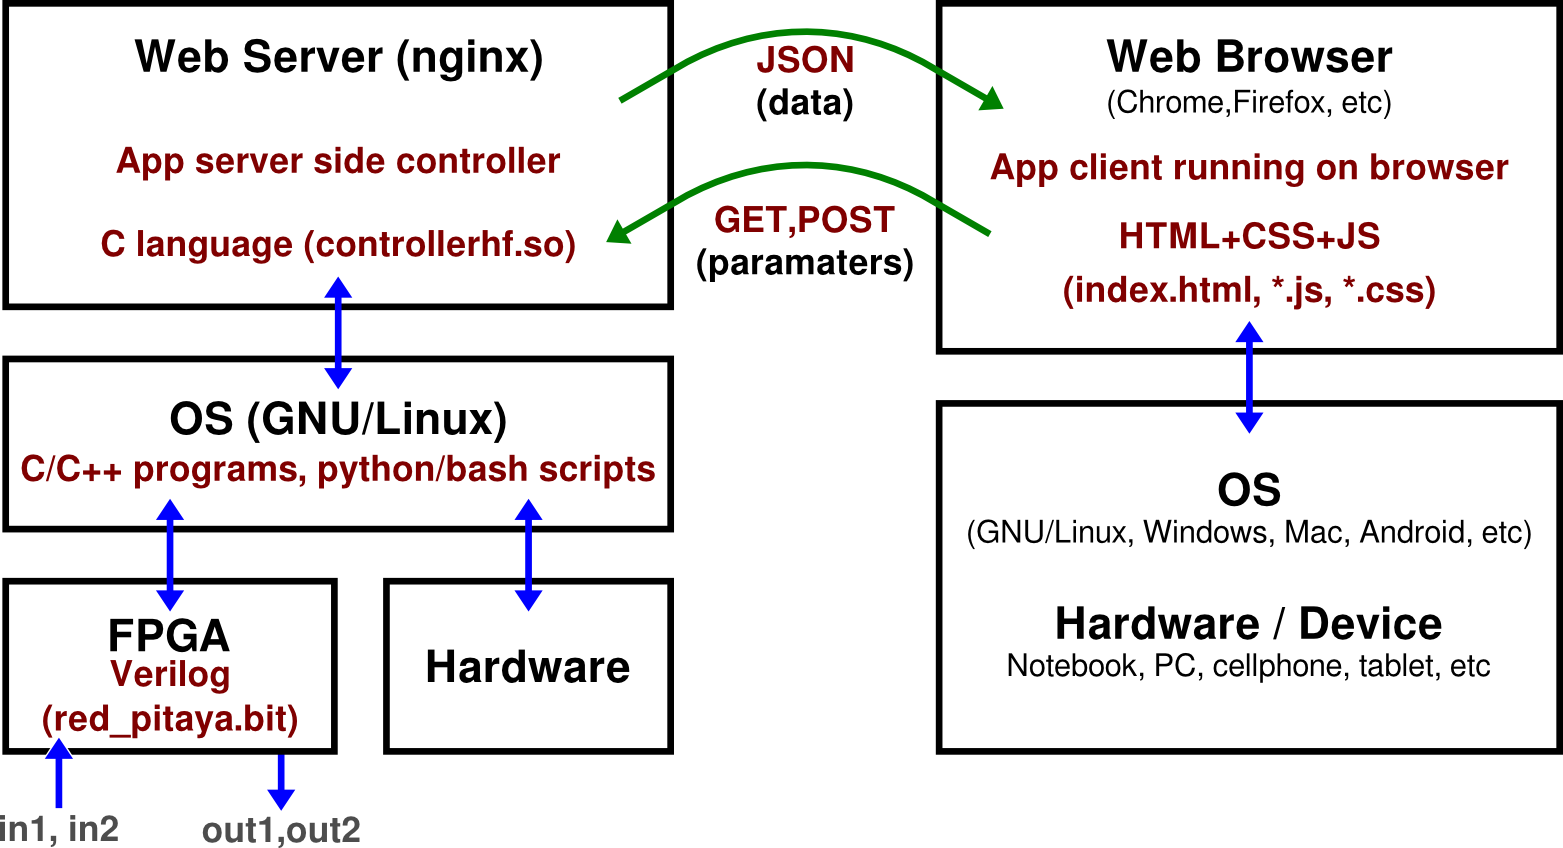 Web Server (nginx)
App server side controller
C language (controllerhf.so)
JSON
(data)
GET,POST
(paramaters)
Web Browser
(Chrome,Firefox, etc)
App client running on browser
HTML+CSS+JS
(index.html, *.js, *.css)
OS (GNU/Linux)
C/C++ programs, python/bash scripts
FPGA
Verilog
(red_pitaya.bit)
Hardware
in1, in2
out1,out2
OS
(GNU/Linux, Windows, Mac, Android, etc)
Hardware / Device
Notebook, PC, cellphone, tablet, etc